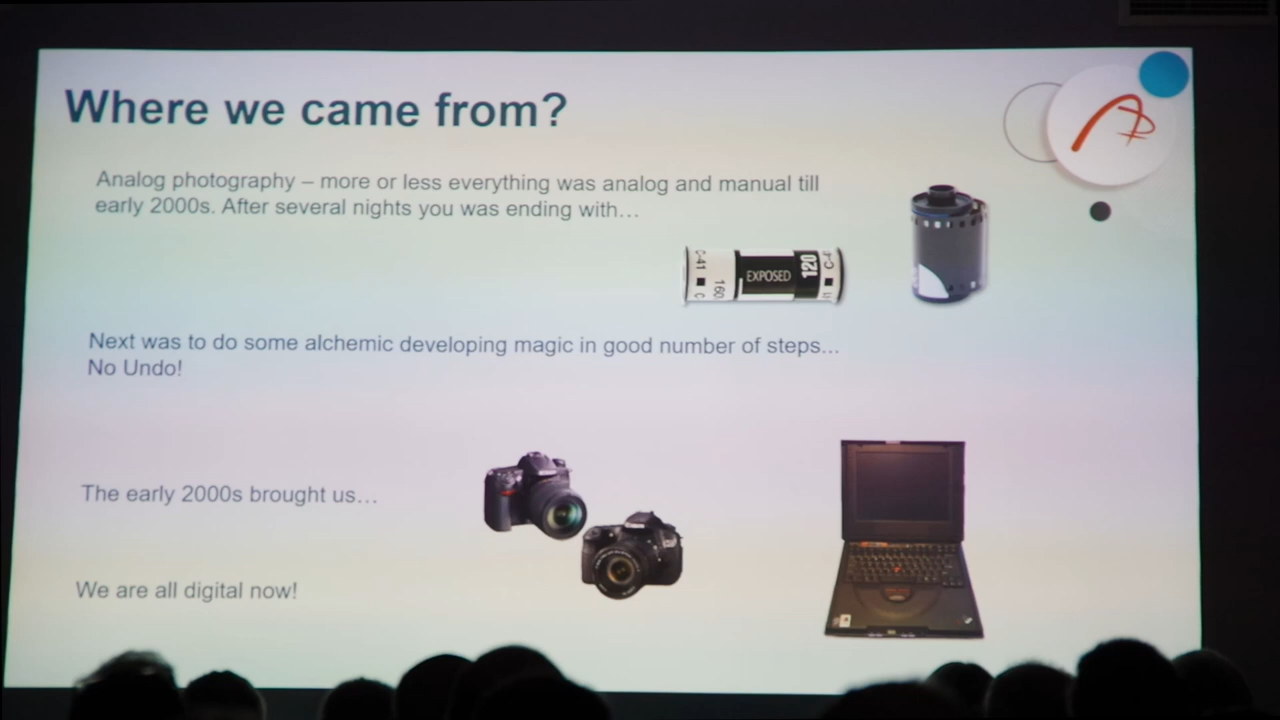 Where we came from?
Analog photography – more or less everything was analog and manual till
early 2000s. After several nights you was ending with…
C-41
160
EXPOSED
120
Next was to do some alchemic developing magic in good number of steps...
No Undo!
The early 2000s brought us…
We are all digital now!